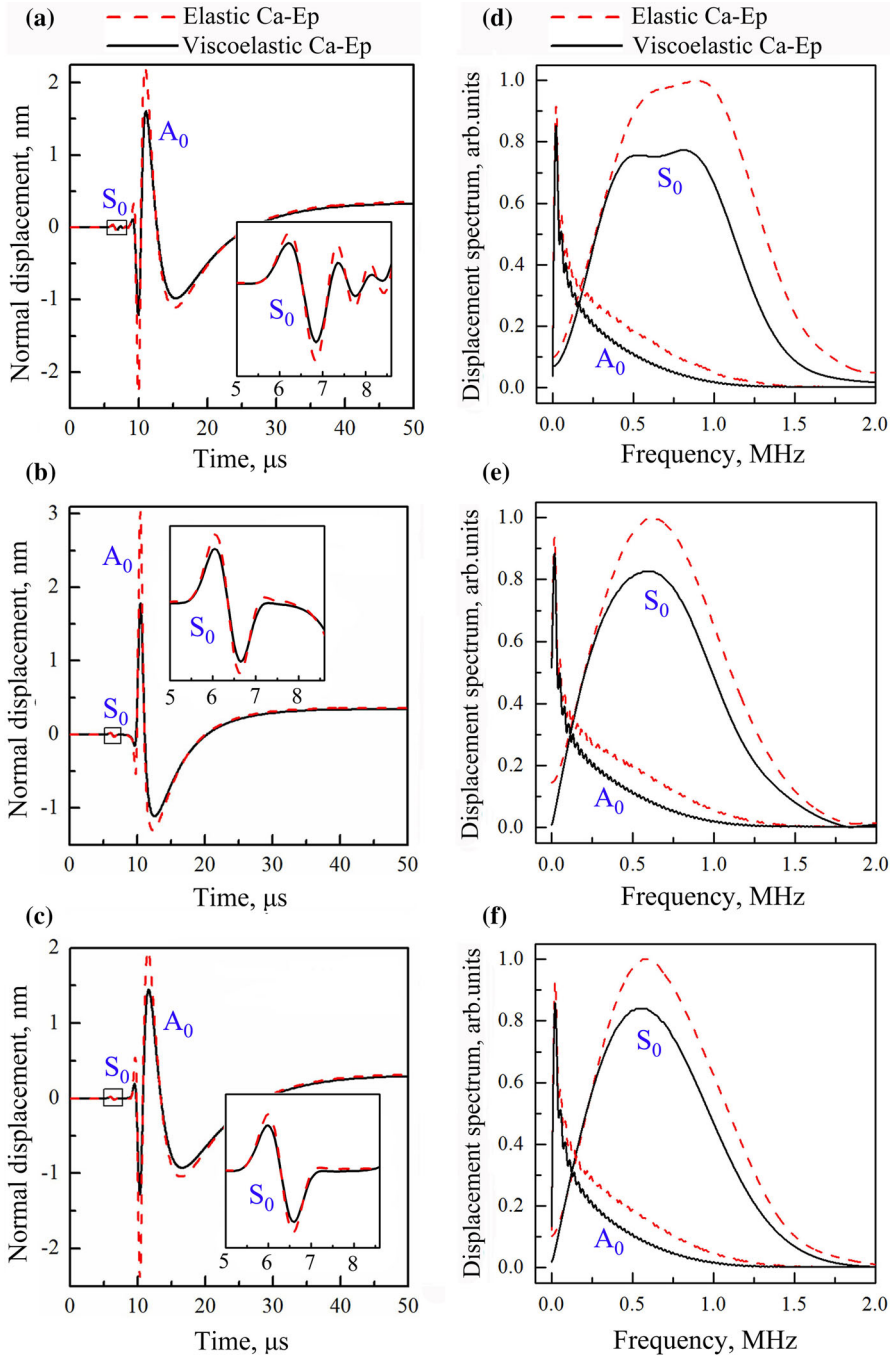 (a)
Elastic Ca-Ep
Viscoelastic Ca-Ep
Normal displacement, nm
2
1
0
-1
-2
A0
S0
S0
5 6 7 8
0 10 20 30 40 50
Time, μs
(d)
Elastic Ca-Ep
Viscoelastic Ca-Ep
Displacement spectrum, arb.units
1.0
0.8
0.6
0.4
0.2
0.0
S0
A0
0.0 0.5 1.0 1.5 2.0
Frequency, MHz
(b)
Normal displacement, nm
3
2
1
0
-1
A0
S0
S0
5 6 7 8
0 10 20 30 40 50
Time, μs
(e)
Displacement spectrum, arb.units
1.0
0.8
0.6
0.4
0.2
0.0
S0
A0
0.0 0.5 1.0 1.5 2.0
Frequency, MHz
(c)
Normal displacement, nm
2
1
0
-1
-2
A0
S0
S0
5 6 7 8
0 10 20 30 40 50
Time, μs
(f)
Displacement spectrum, arb.units
1.0
0.8
0.6
0.4
0.2
0.0
S0
A0
0.0 0.5 1.0 1.5 2.0
Frequency, MHz